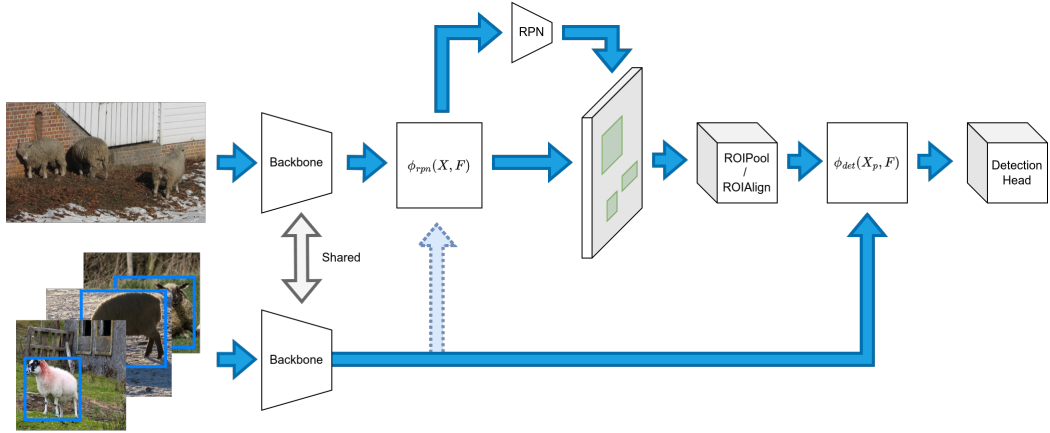 RPN
Backbone
ϕ_{rpn}(X, F)
ROIPool
/
ROIAlign
ϕ_{det}(X_p, F)
Detection
Head
Shared
Backbone